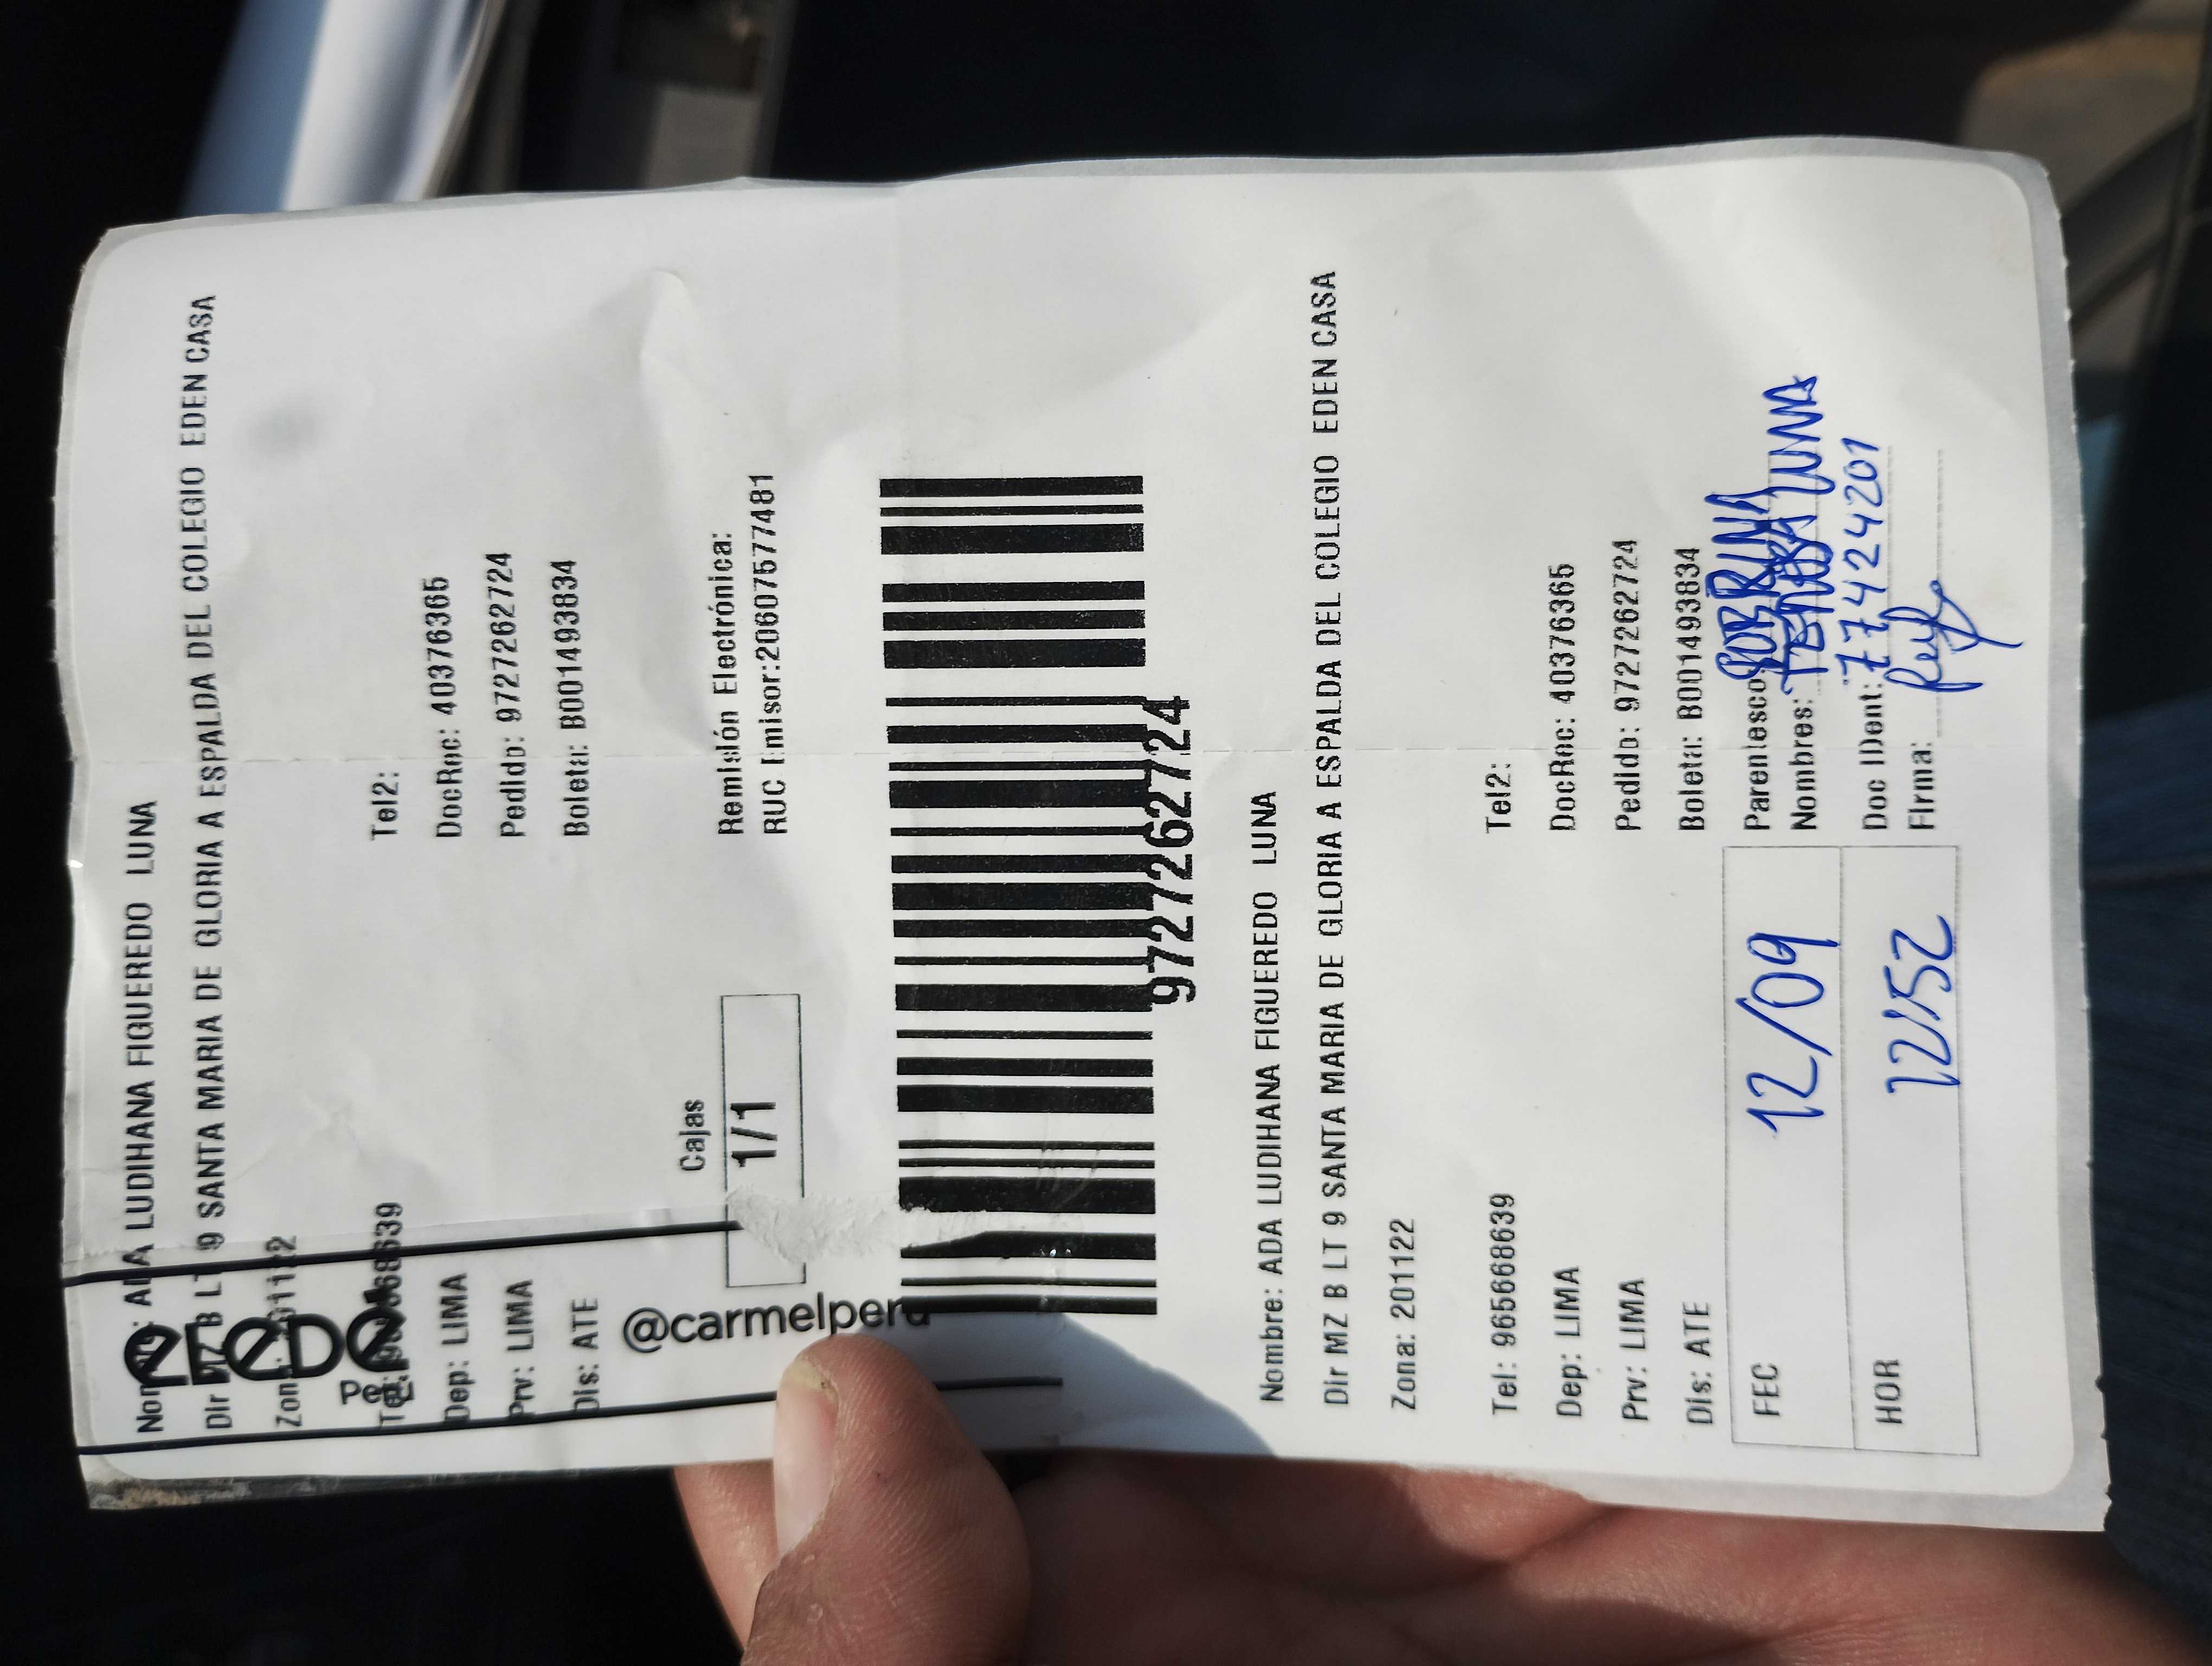 Nombre: ADA LUDIHANA FIGUEREDO LUNA
Dir MZ B LT 9 SANTA MARIA DE GLORIA A ESPALDA DEL COLEGIO EDEN CASA
Zona: 201122
Tel: 965668639 Tel2:
Dep: LIMA DocRec: 40376365
Prv: LIMA Pedido: 9727262724
Dis: ATE Boleta: B001493834
@carmelperu
Cajas
1/1
Remisión Electrónica:
RUC Emisor:20607577481
9727262724
Nombre: ADA LUDIHANA FIGUEREDO LUNA
Dir MZ B LT 9 SANTA MARIA DE GLORIA A ESPALDA DEL COLEGIO EDEN CASA
Zona: 201122
Tel: 965668639 Tel2:
Dep: LIMA DocRec: 40376365
Prv: LIMA Pedido: 9727262724
Dis: ATE Boleta: B001493834
FEC 12/09 Parentesco: SOBRINA
HOR 12:52 Nombres: LUNA
Doc IDent: 77424201
Firma: